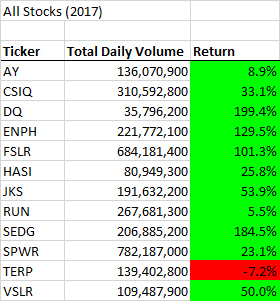 All Stocks (2017)
Ticker Total Daily Volume Return
AY 136,070,900 8.9%
CSIQ 310,592,800 33.1%
DQ 35,796,200 199.4%
ENPH 221,772,100 129.5%
FSLR 684,181,400 101.3%
HASI 80,949,300 25.8%
JKS 191,632,200 53.9%
RUN 267,681,300 5.5%
SEDG 206,885,200 184.5%
SPWR 782,187,000 23.1%
TERP 139,402,800 -7.2%
VSLR 109,487,900 50.0%